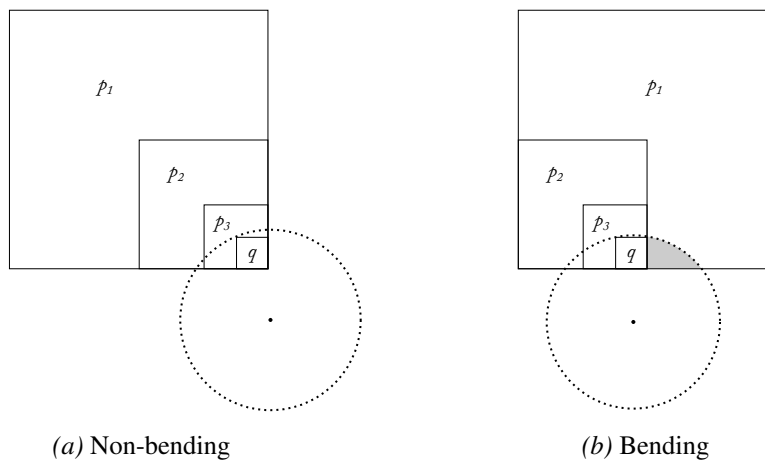 p₁ p₁
p₂ p₂
p₃ p₃
q q
(a) Non-bending (b) Bending